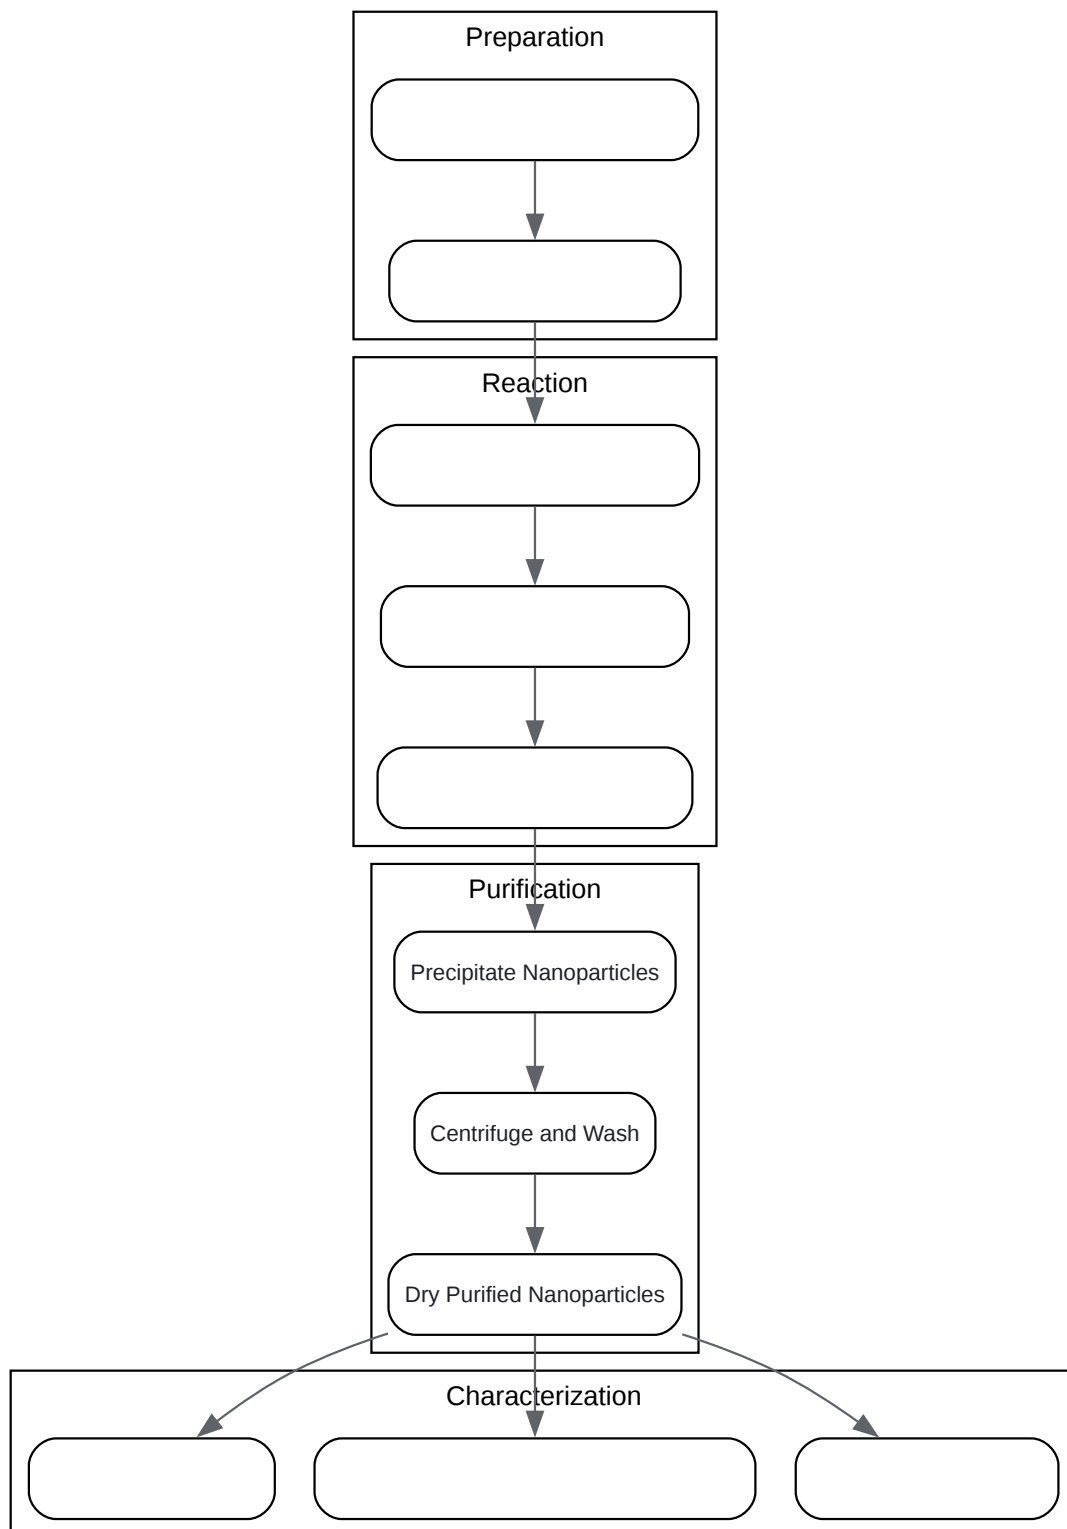 Preparation
Reaction
Purification
Precipitate Nanoparticles
Centrifuge and Wash
Dry Purified Nanoparticles
Characterization